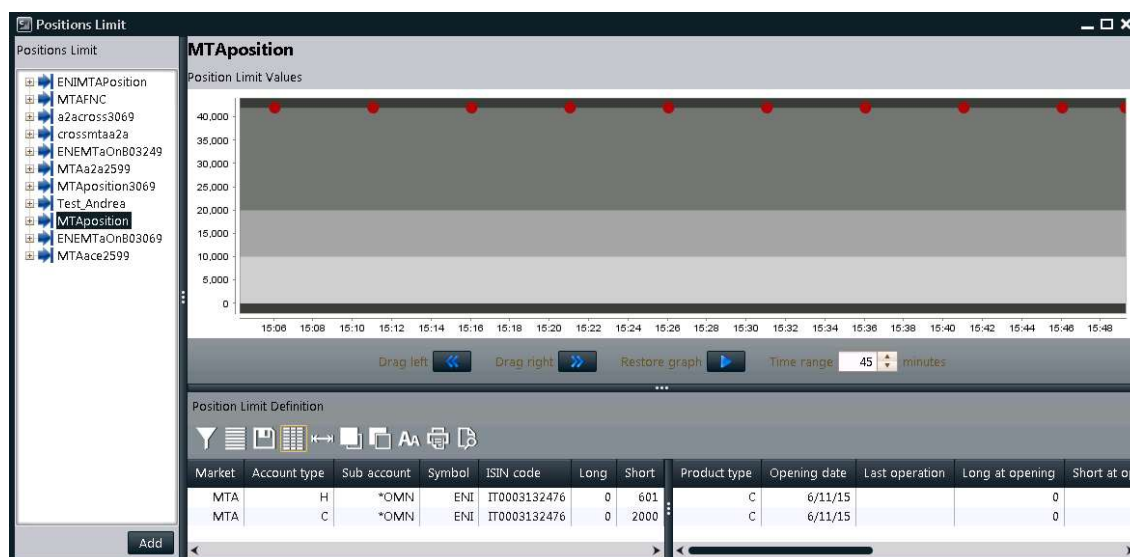 Positions Limit
Positions Limit
ENIMTAPosition
MTAFNC
a2across3069
crossmtaa2a
ENEMTaOnB03249
MTAa2a2599
MTAposition3069
Test_Andrea
MTAposition
ENEMTaOnB03069
MTAace2599
Add
MTAposition
Position Limit Values
40,000
35,000
30,000
25,000
20,000
15,000
10,000
5,000
0
15:06 15:08 15:10 15:12 15:14 15:16 15:18 15:20 15:22 15:24 15:26 15:28 15:30 15:32 15:34 15:36 15:38 15:40 15:42 15:44 15:46 15:48
Drag left Drag right Restore graph Time range 45 minutes
Position Limit Definition
Market Account type Sub account Symbol ISIN code Long Short Product type Opening date Last operation Long at opening Short at op
MTA H *OMN ENI IT0003132476 0 601 C 6/11/15 0
MTA C *OMN ENI IT0003132476 0 2000 C 6/11/15 0